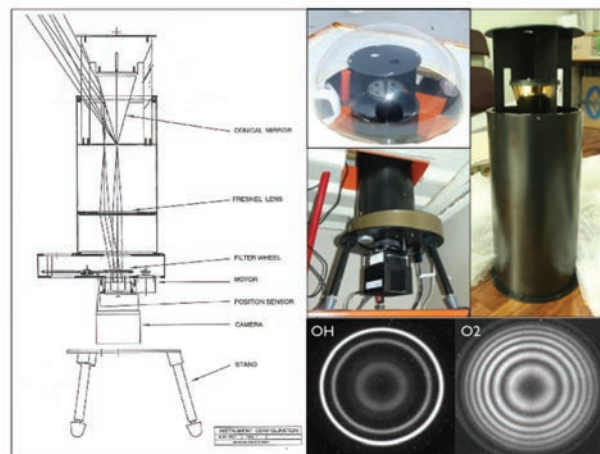 CONICAL MIRROR
FRESNEL LENS
FILTER WHEEL
MOTOR
POSITION SENSOR
CAMERA
STAND
INSTRUMENT CONFIGURATION
OH
O2